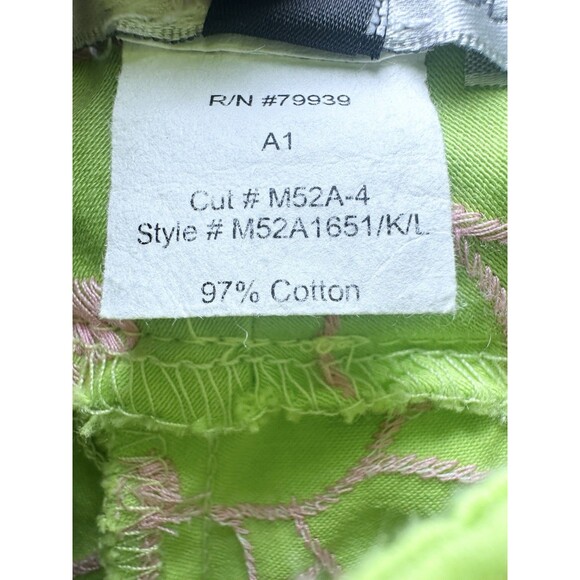 R/N #79939
A1
Cut # M52A-4
Style # M52A1651/K/L
97% Cotton